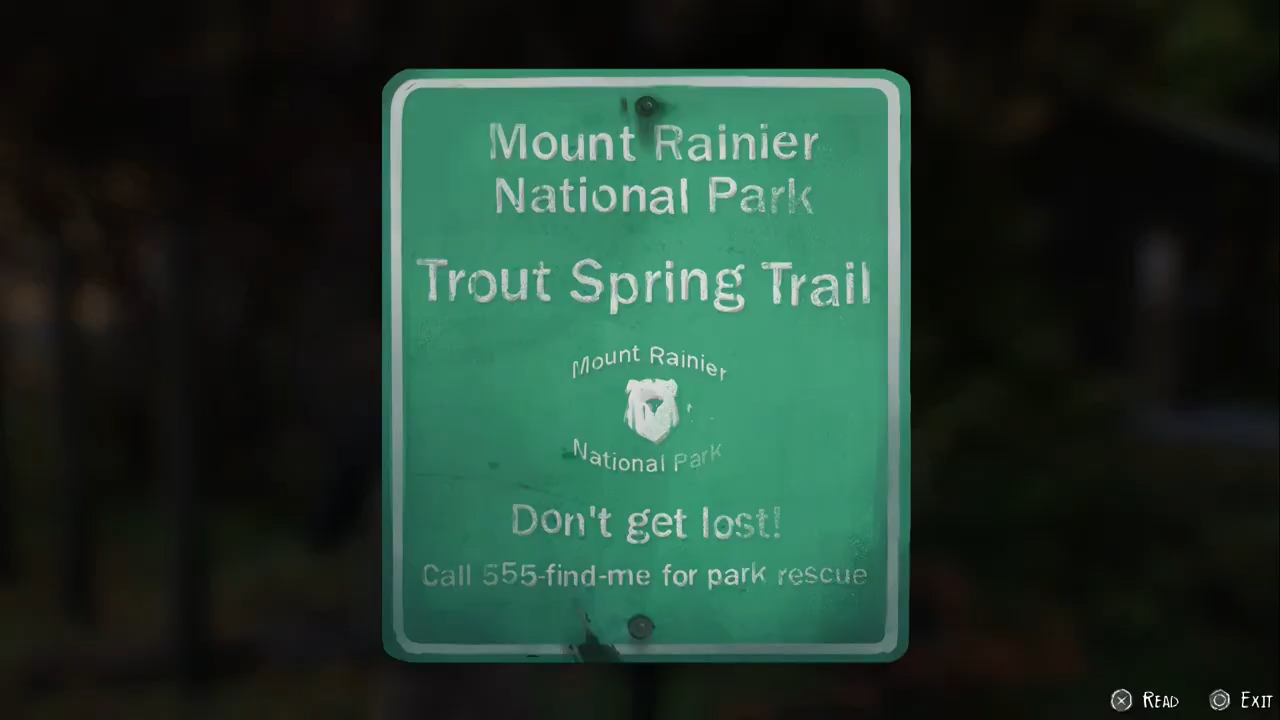 Mount Rainier
National Park
Trout Spring Trail
Mount Rainier
National Park
Don't get lost!
Call 555-find-me for park rescue
READ EXIT